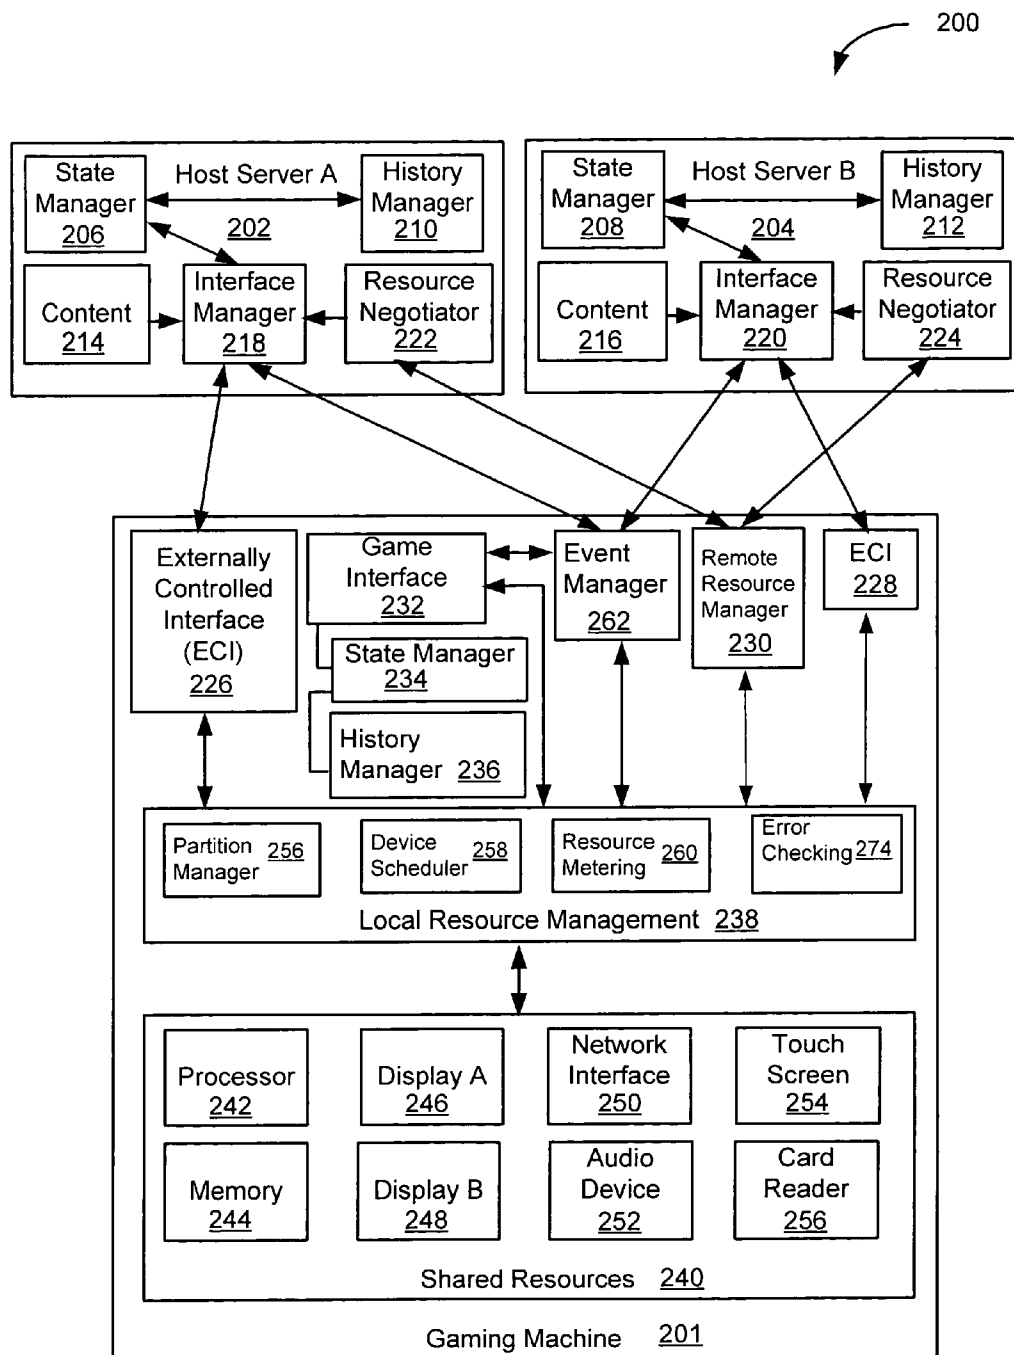 200
State
Manager
206
Host Server A
202
History
Manager
210
Content
214
Interface
Manager
218
Resource
Negotiator
222
State
Manager
208
Host Server B
204
History
Manager
212
Content
216
Interface
Manager
220
Resource
Negotiator
224
Externally
Controlled
Interface
(ECI)
226
Game
Interface
232
State Manager
234
History
Manager 236
Event
Manager
262
Remote
Resource
Manager
230
ECI
228
Partition
Manager 256
Device
Scheduler 258
Resource
Metering 260
Error
Checking 274
Local Resource Management 238
Processor
242
Display A
246
Network
Interface
250
Touch
Screen
254
Memory
244
Display B
248
Audio
Device
252
Card
Reader
256
Shared Resources 240
Gaming Machine 201